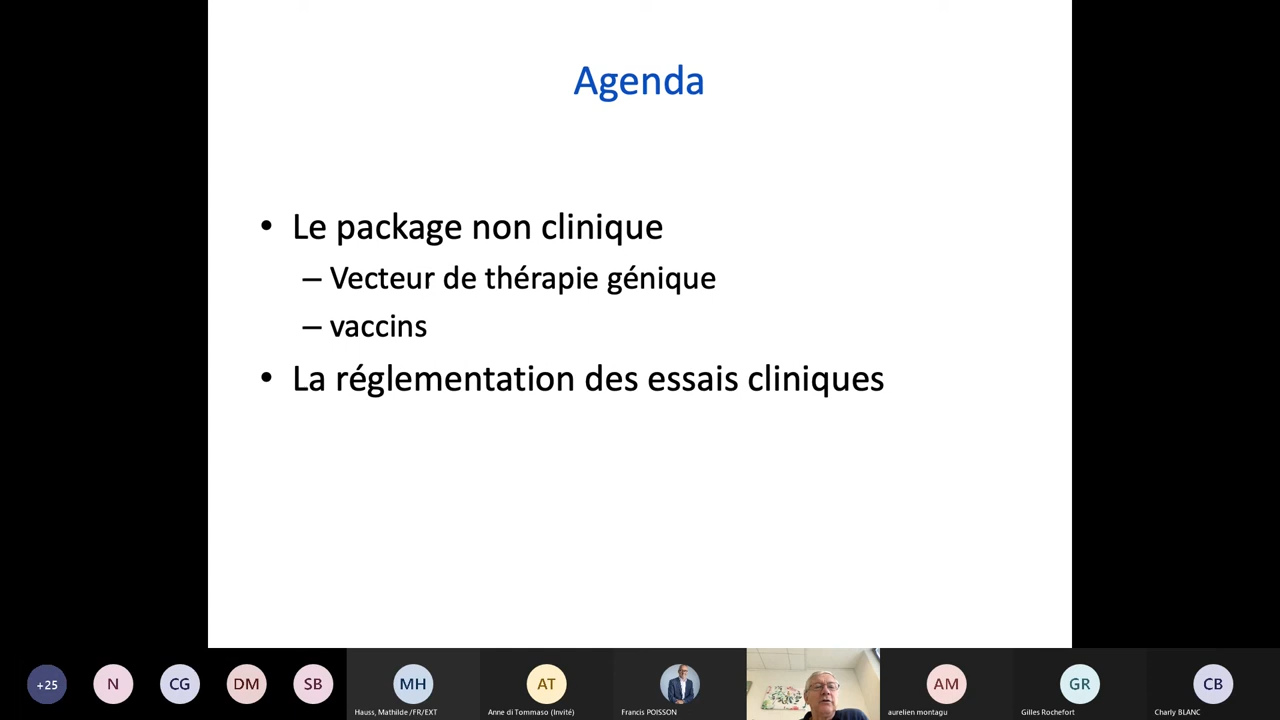 Agenda
• Le package non clinique
– Vecteur de thérapie génique
– vaccins
• La réglementation des essais cliniques
+25
N
CG
DM
SB
MH
AT
AM
GR
CB
Hauss, Mathilde /FR/EXT
Anne di Tommaso (Invité)
Francis POISSON
aurelien montagu
Gilles Rochefort
Charly BLANC